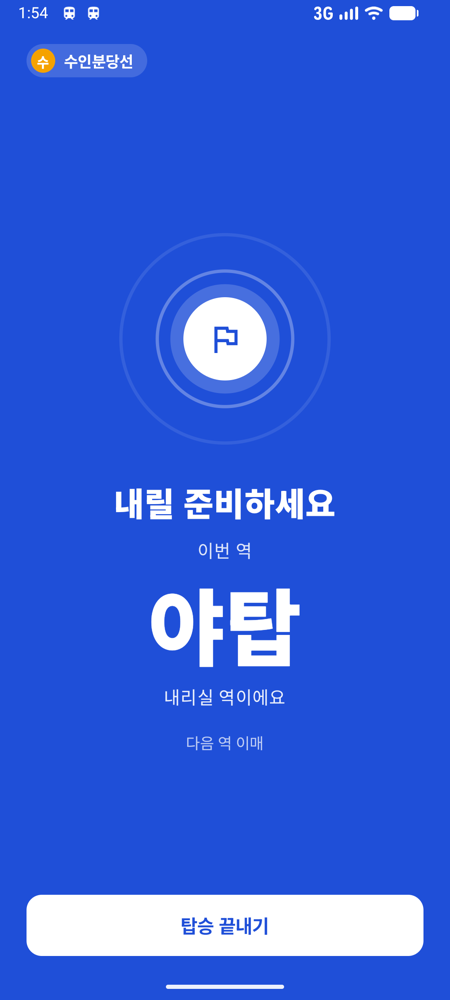 1:54
3G
수 수인분당선
내릴 준비하세요
이번 역
야탑
내리실 역이에요
다음 역 이매
탑승 끝내기